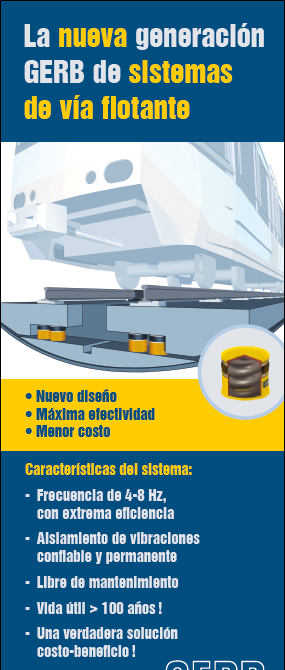 La nueva generación
GERB de sistemas
de vía flotante
• Nuevo diseño
• Máxima efectividad
• Menor costo
Características del sistema:
- Frecuencia de 4-8 Hz,
con extrema eficiencia
- Aislamiento de vibraciones
confiable y permanente
- Libre de mantenimiento
- Vida útil > 100 años !
- Una verdadera solución
costo-beneficio !
GERB